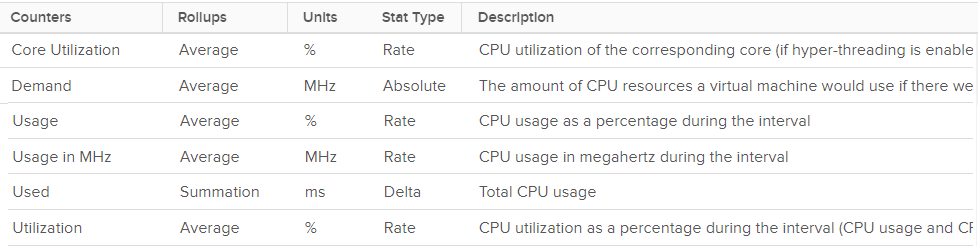 Counters Rollups Units Stat Type Description
Core Utilization Average % Rate CPU utilization of the corresponding core (if hyper-threading is enable
Demand Average MHz Absolute The amount of CPU resources a virtual machine would use if there we
Usage Average % Rate CPU usage as a percentage during the interval
Usage in MHz Average MHz Rate CPU usage in megahertz during the interval
Used Summation ms Delta Total CPU usage
Utilization Average % Rate CPU utilization as a percentage during the interval (CPU usage and